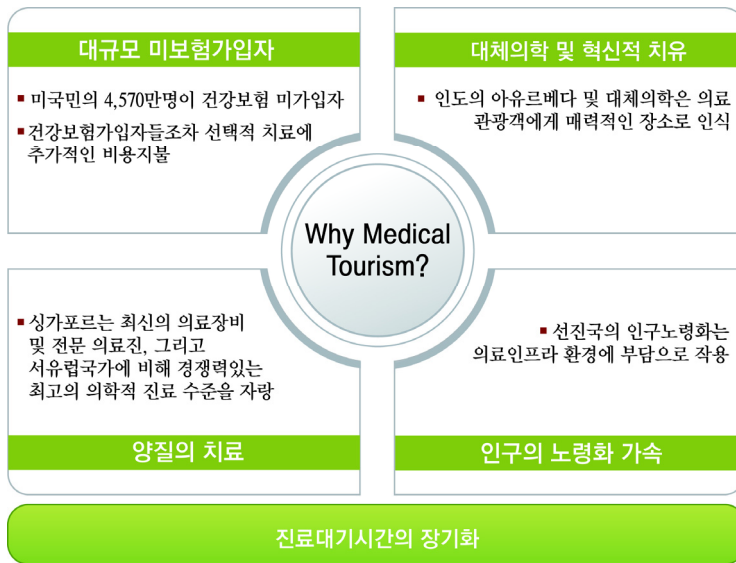 대규모 미보험가입자
▪ 미국민의 4,570만명이 건강보험 미가입자
▪ 건강보험가입자들조차 선택적 치료에
추가적인 비용지불
대체의학 및 혁신적 치유
▪ 인도의 아유르베다 및 대체의학은 의료
관광객에게 매력적인 장소로 인식
Why Medical
Tourism?
▪ 싱가포르는 최신의 의료장비
및 전문 의료진, 그리고
서유럽국가에 비해 경쟁력있는
최고의 의학적 진료 수준을 자랑
양질의 치료
▪ 선진국의 인구노령화는
의료인프라 환경에 부담으로 작용
인구의 노령화 가속
진료대기시간의 장기화